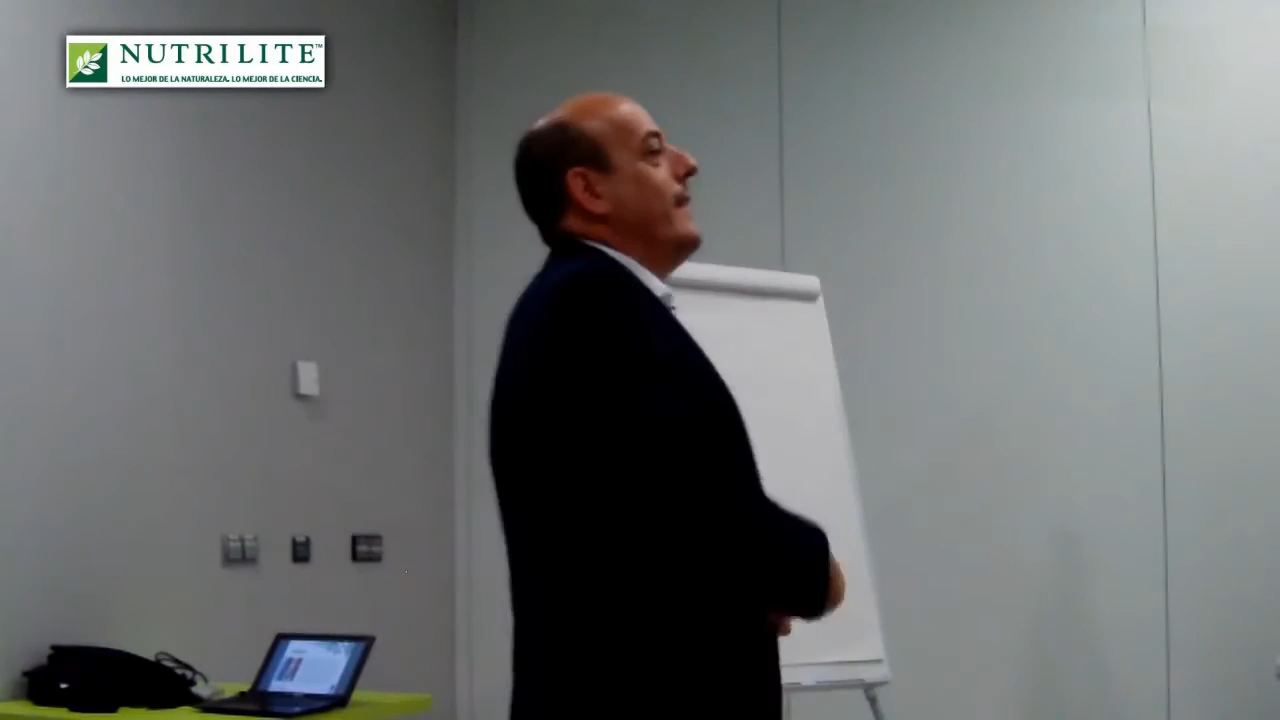 NUTRILITE™
LO MEJOR DE LA NATURALEZA. LO MEJOR DE LA CIENCIA.